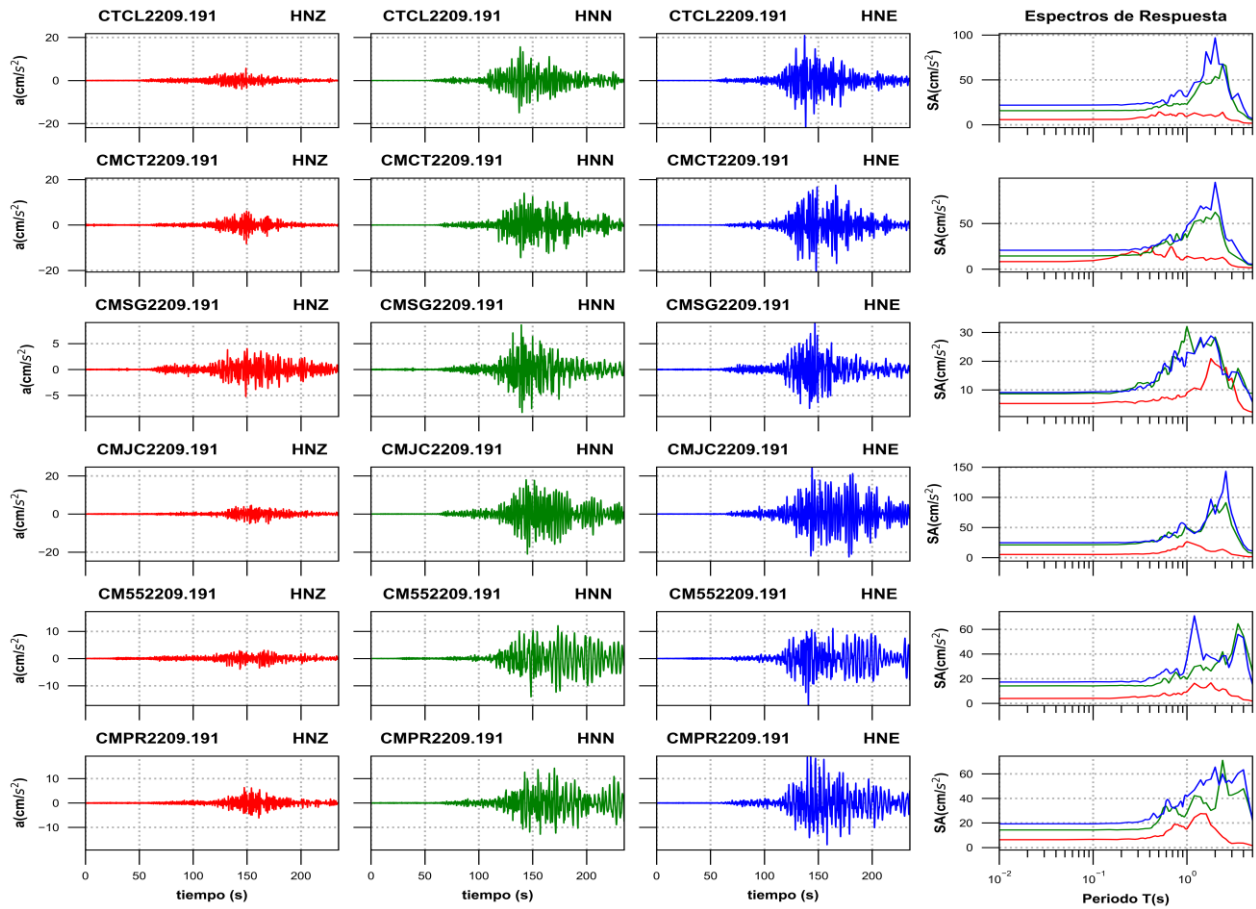 CTCL2209.191 HNZ CTCL2209.191 HNN CTCL2209.191 HNE Espectros de Respuesta
a(cm/s²)
20
0
−20
SA(cm/s²)
100
50
0
CMCT2209.191 HNZ CMCT2209.191 HNN CMCT2209.191 HNE
a(cm/s²)
20
0
−20
SA(cm/s²)
50
0
CMSG2209.191 HNZ CMSG2209.191 HNN CMSG2209.191 HNE
a(cm/s²)
5
0
−5
SA(cm/s²)
30
20
10
CMJC2209.191 HNZ CMJC2209.191 HNN CMJC2209.191 HNE
a(cm/s²)
20
0
−20
SA(cm/s²)
150
100
50
0
CM552209.191 HNZ CM552209.191 HNN CM552209.191 HNE
a(cm/s²)
10
0
−10
SA(cm/s²)
60
40
20
0
CMPR2209.191 HNZ CMPR2209.191 HNN CMPR2209.191 HNE
a(cm/s²)
10
0
−10
SA(cm/s²)
60
40
20
0
0 50 100 150 200 0 50 100 150 200 0 50 100 150 200 10⁻² 10⁻¹ 10⁰
tiempo (s) tiempo (s) tiempo (s) Periodo T(s)